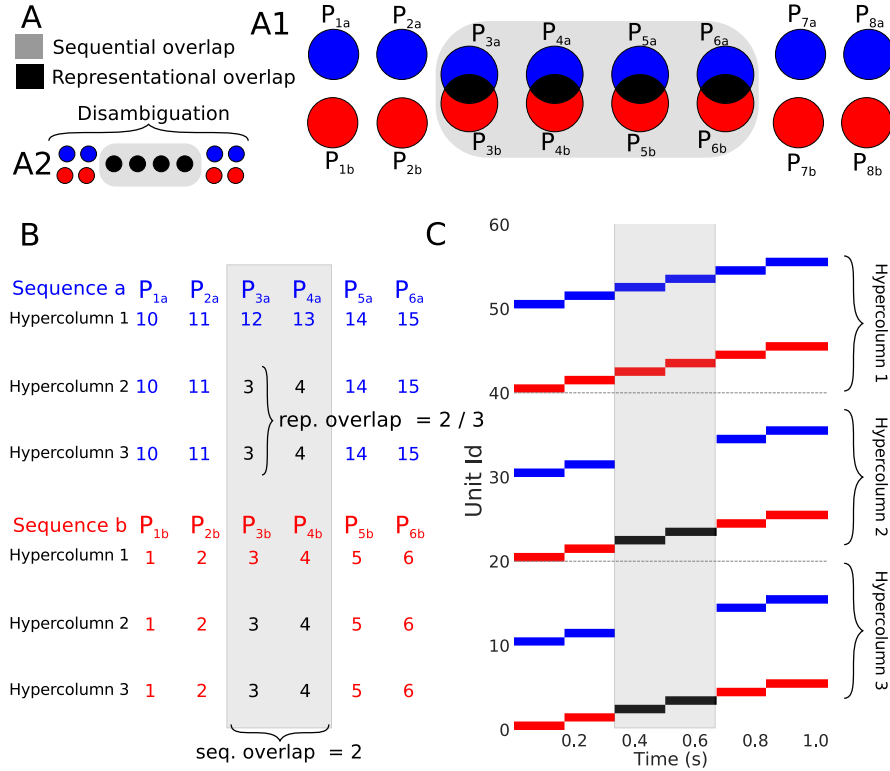 A
Sequential overlap
Representational overlap
Disambiguation
A2
A1
P1a P2a P3a P4a P5a P6a P7a P8a
P1b P2b P3b P4b P5b P6b P7b P8b
B
Sequence a P1a P2a P3a P4a P5a P6a
Hypercolumn 1 10 11 12 13 14 15
Hypercolumn 2 10 11 3 4 14 15
rep. overlap = 2 / 3
Hypercolumn 3 10 11 3 4 14 15
Sequence b P1b P2b P3b P4b P5b P6b
Hypercolumn 1 1 2 3 4 5 6
Hypercolumn 2 1 2 3 4 5 6
Hypercolumn 3 1 2 3 4 5 6
seq. overlap = 2
C
60
50
40
30
20
10
0
Unit Id
0.2 0.4 0.6 0.8 1.0
Time (s)
Hypercolumn 1
Hypercolumn 2
Hypercolumn 3